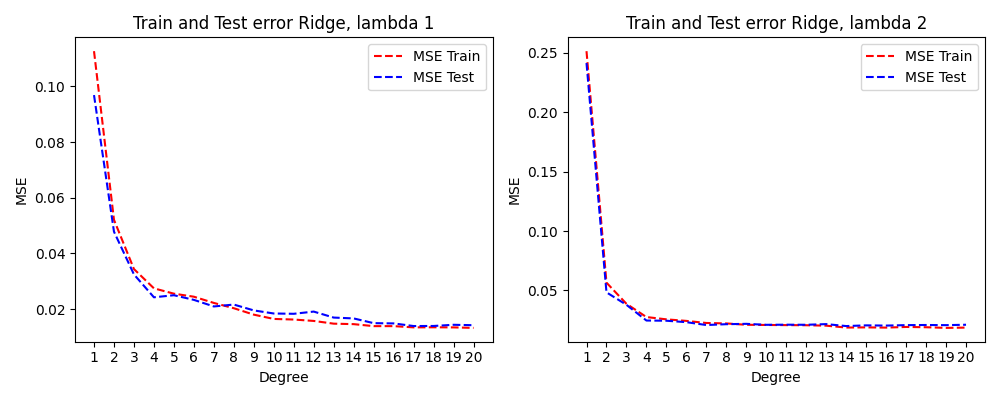 Train and Test error Ridge, lambda 1
MSE Train
MSE Test
MSE
0.10
0.08
0.06
0.04
0.02
1 2 3 4 5 6 7 8 9 10 11 12 13 14 15 16 17 18 19 20
Degree
Train and Test error Ridge, lambda 2
MSE Train
MSE Test
MSE
0.25
0.20
0.15
0.10
0.05
1 2 3 4 5 6 7 8 9 10 11 12 13 14 15 16 17 18 19 20
Degree